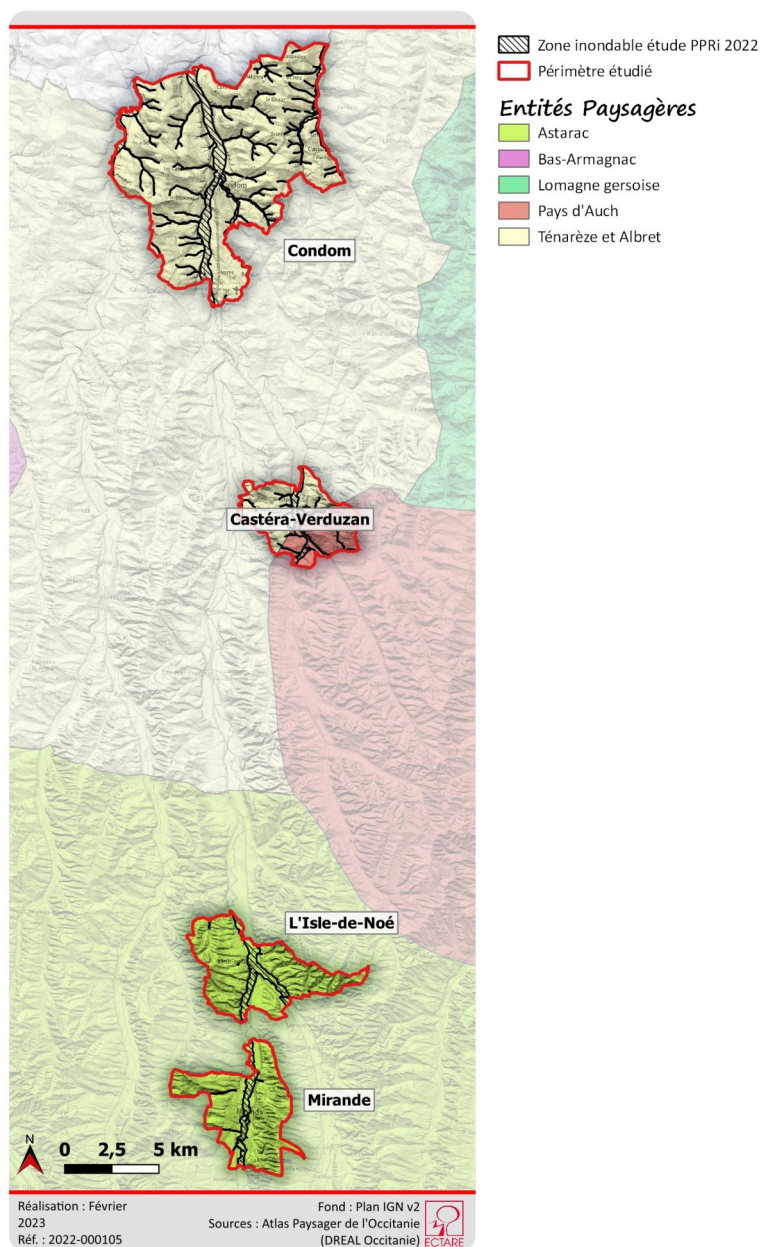 Zone inondable étude PPRi 2022
Périmètre étudié
Entités Paysagères
Astarac
Bas-Armagnac
Lomagne gersoise
Pays d'Auch
Ténarèze et Albret
Condom
Castéra-Verduzan
L'Isle-de-Noé
Mirande
N
0 2,5 5 km
Réalisation : Février
2023
Réf. : 2022-000105
Fond : Plan IGN v2
Sources : Atlas Paysager de l'Occitanie
(DREAL Occitanie)
ECTARE